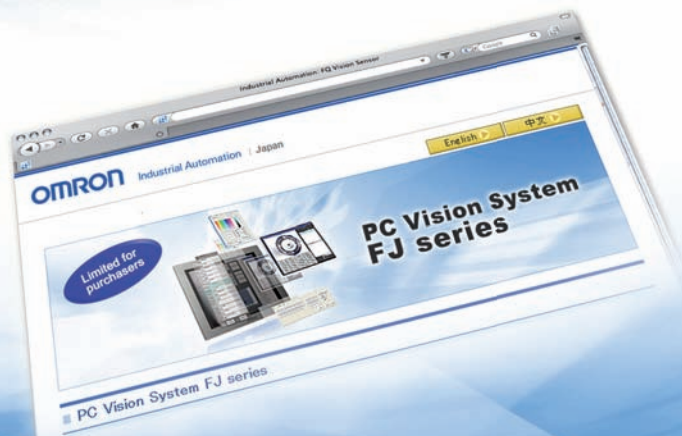 Industrial Automation: FQ Vision Sensor
Google
OMRON Industrial Automation | Japan
English
中文
Limited for
purchasers
PC Vision System
FJ series
PC Vision System FJ series